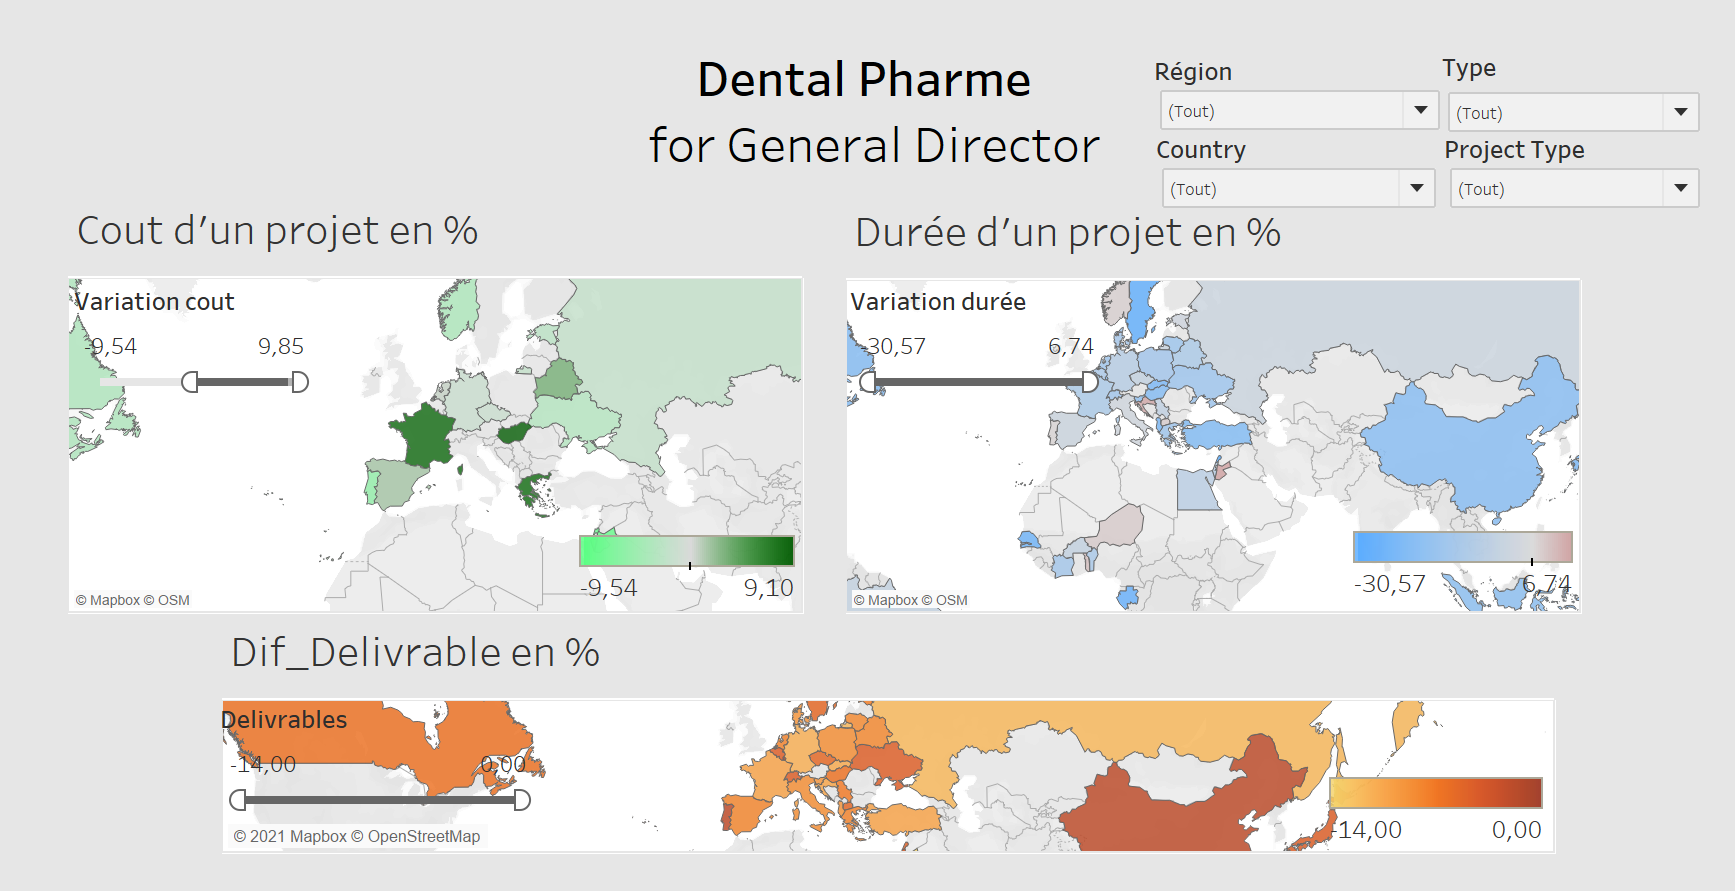 Dental Pharme
for General Director
Région
Type
(Tout)
(Tout)
Country
Project Type
(Tout)
(Tout)
Cout d'un projet en %
Durée d'un projet en %
Variation cout
-9,54
9,85
-9,54
9,10
© Mapbox © OSM
Variation durée
-30,57
6,74
-30,57
6,74
© Mapbox © OSM
Dif_Delivrable en %
Delivrables
-14,00
0,00
-14,00
0,00
© 2021 Mapbox © OpenStreetMap